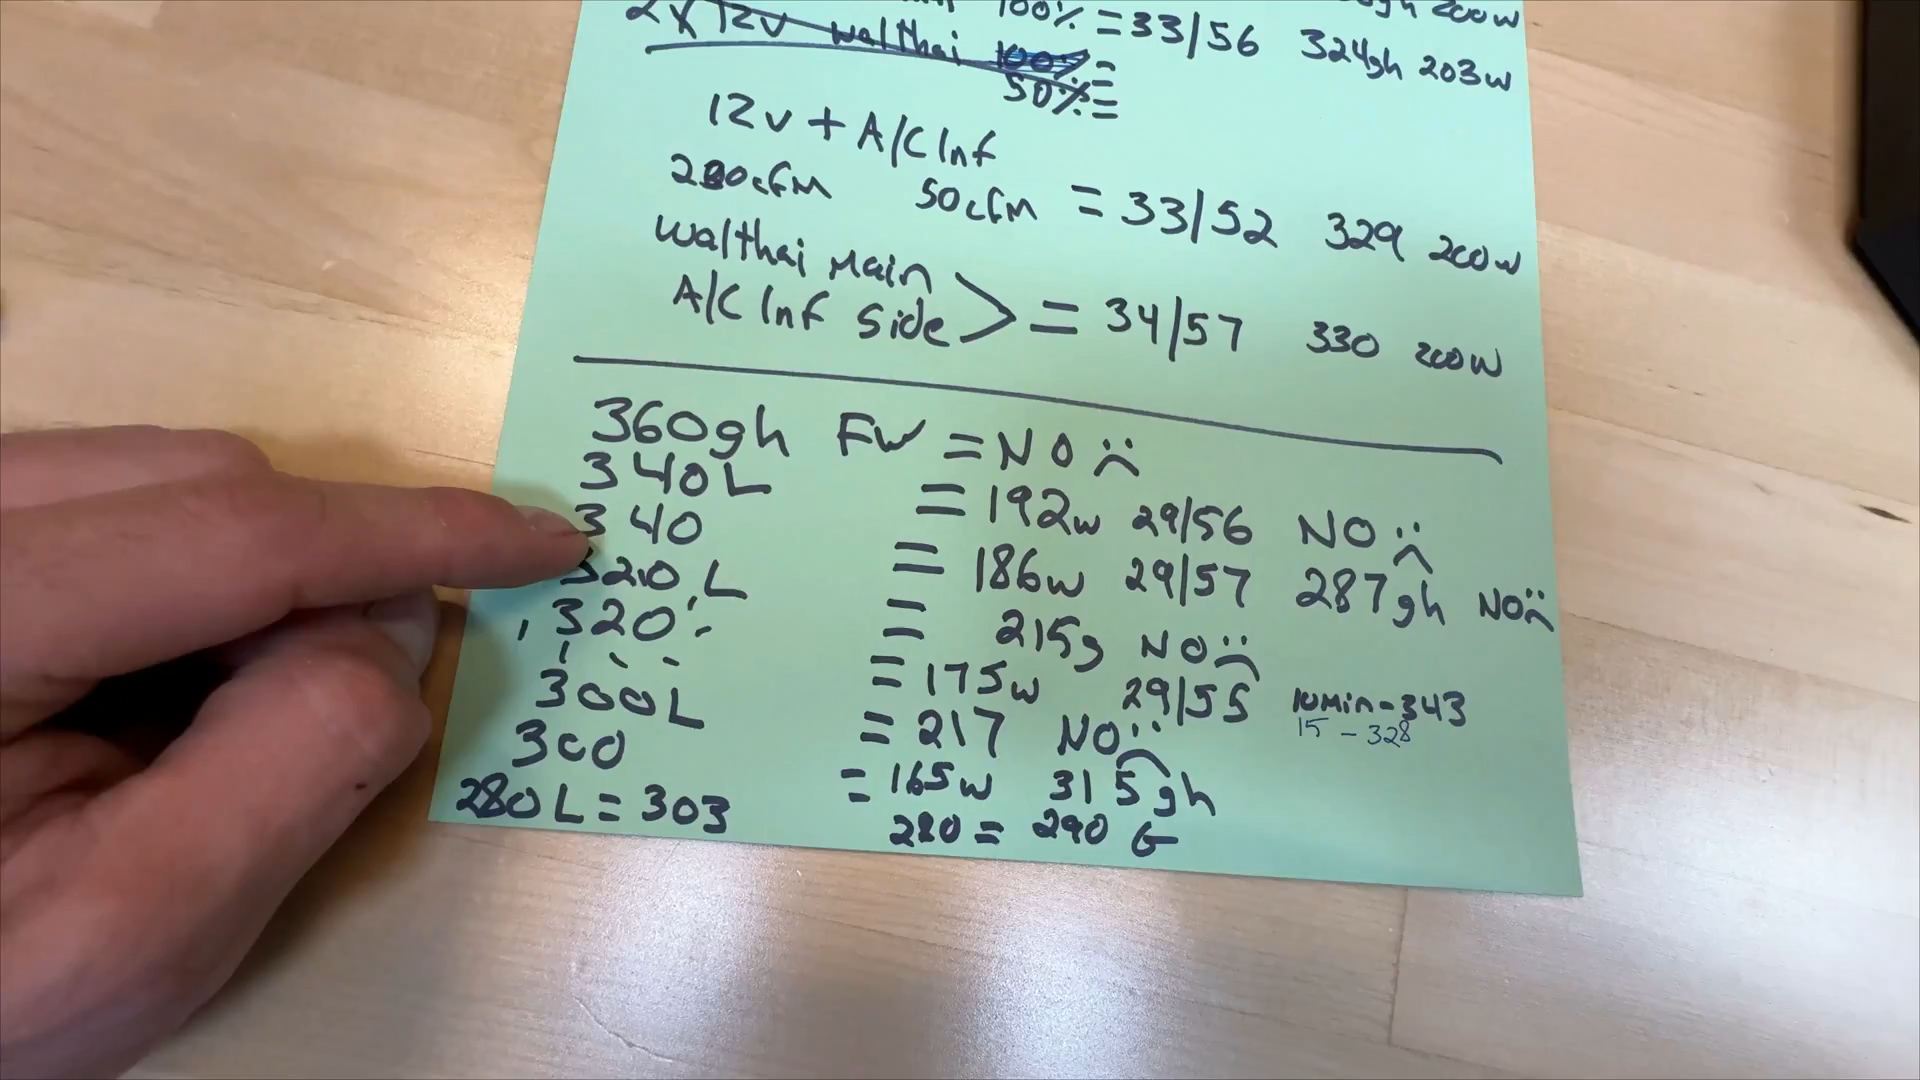 100% = 33/56 324gh 203w
2 X 12v walthai 100% =
50% =
12v + A/C Inf
200cfm 50cfm = 33/52 329 200w
walthai main
A/C Inf Side > = 34/57 330 200w
360gh FW = NO
340L = 192w 29/56 NO
340 = 186w 29/57 287gh NO
320L = 215g NO
320 = 175w 29/55 10min - 343
15 - 328
300L = 217 NO
300 = 165w 315gh
280L = 303 280 = 290 G